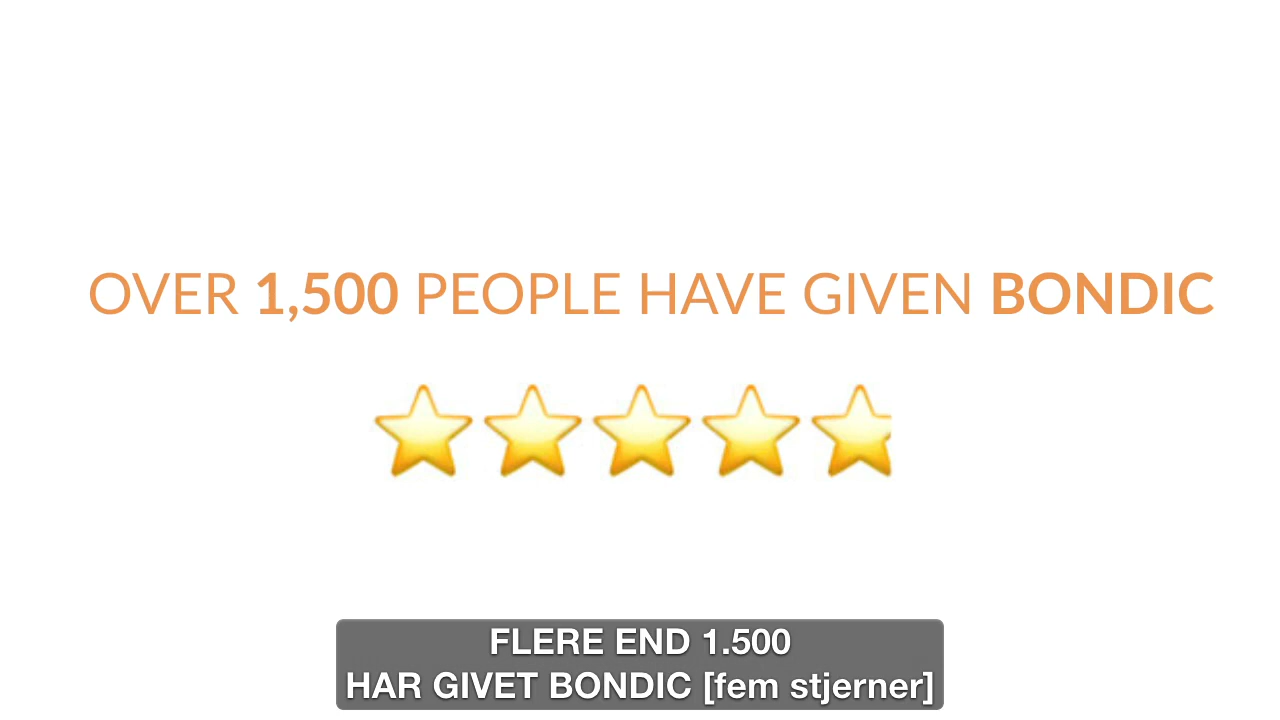 OVER 1,500 PEOPLE HAVE GIVEN BONDIC
FLERE END 1.500
HAR GIVET BONDIC [fem stjerner]